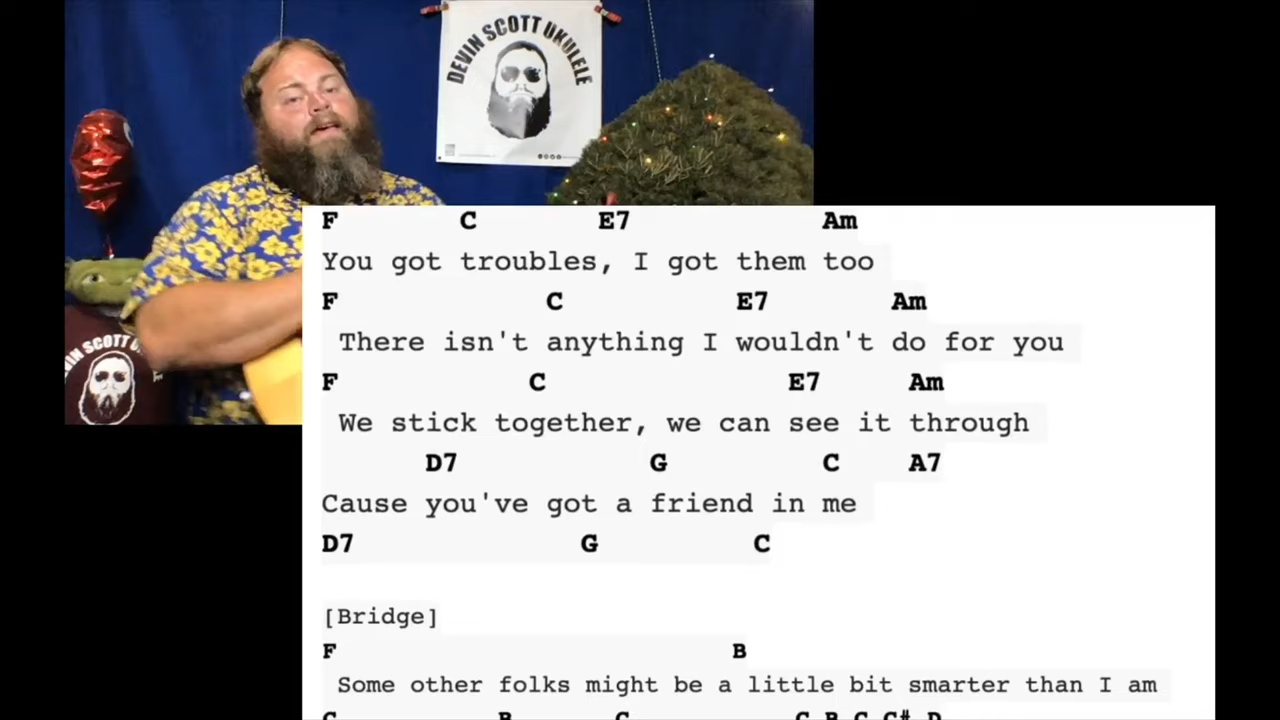 DEVIN SCOTT UKULELE
F C E7 Am
You got troubles, I got them too
F C E7 Am
There isn't anything I wouldn't do for you
F C E7 Am
We stick together, we can see it through
D7 G C A7
Cause you've got a friend in me
D7 G C
[Bridge]
F B
Some other folks might be a little bit smarter than I am
C B C C B C C# D
SCOTT